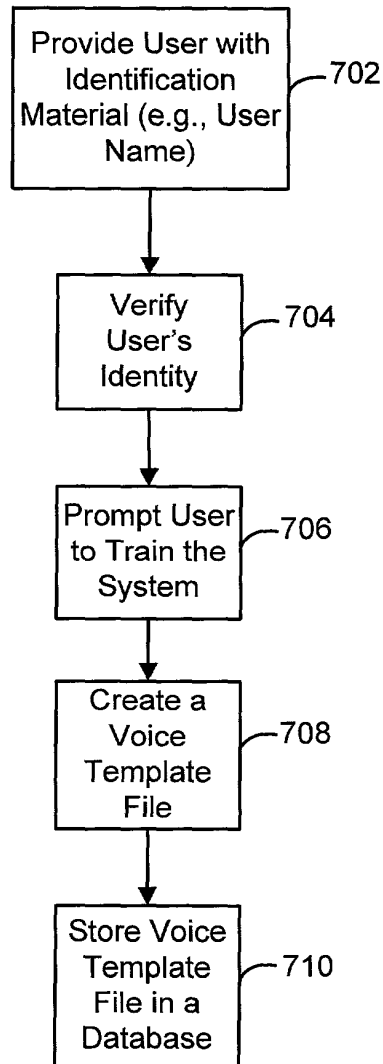 Provide User with
Identification
Material (e.g., User
Name)
702
Verify
User's
Identity
704
Prompt User
to Train the
System
706
Create a
Voice
Template
File
708
Store Voice
Template
File in a
Database
710